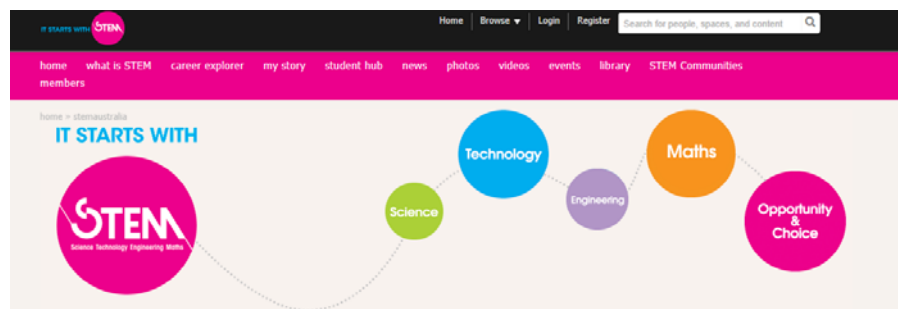 IT STARTS WITH STEM
Home Browse ▼ Login Register Search for people, spaces, and content
home what is STEM career explorer my story student hub news photos videos events library STEM Communities
members
home > stemaustralia
IT STARTS WITH
STEM
Science Technology Engineering Maths
Science
Technology
Engineering
Maths
Opportunity
&
Choice